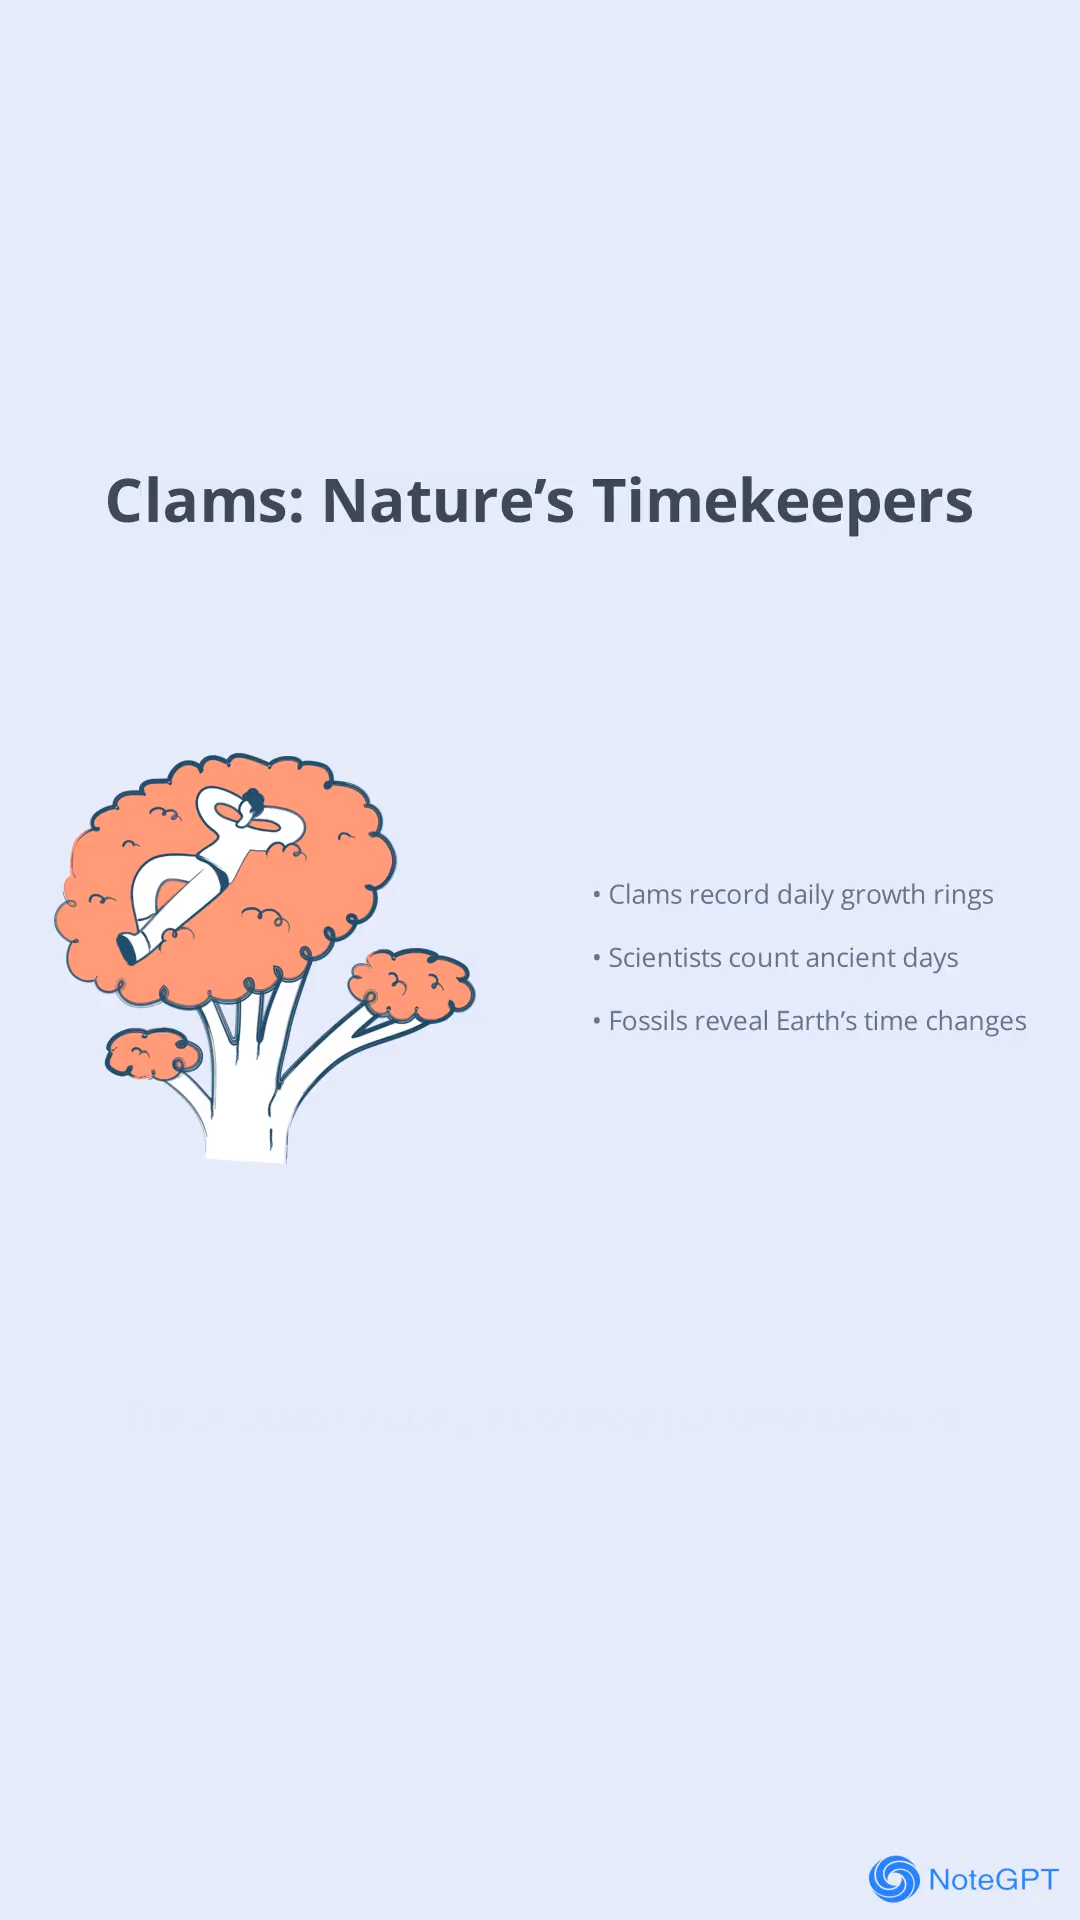 Clams: Nature’s Timekeepers
• Clams record daily growth rings
• Scientists count ancient days
• Fossils reveal Earth’s time changes
NoteGPT